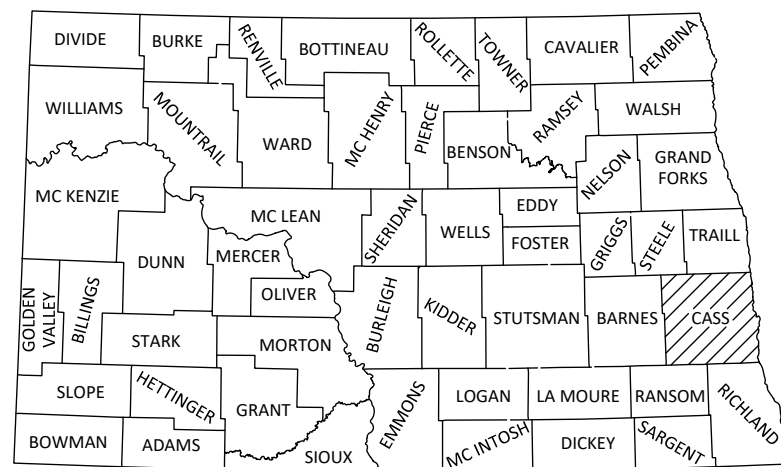 DIVIDE
BURKE
RENVILLE
BOTTINEAU
ROLLETTE
TOWNER
CAVALIER
PEMBINA
WILLIAMS
MOUNTRAIL
WARD
MC HENRY
PIERCE
BENSON
RAMSEY
WALSH
MC KENZIE
NELSON
GRAND
FORKS
MC LEAN
SHERIDAN
WELLS
EDDY
FOSTER
GRIGGS
STEELE
TRAILL
DUNN
MERCER
OLIVER
GOLDEN
VALLEY
BILLINGS
STARK
MORTON
BURLEIGH
KIDDER
STUTSMAN
BARNES
CASS
SLOPE
HETTINGER
GRANT
EMMONS
LOGAN
LA MOURE
RANSOM
RICHLAND
BOWMAN
ADAMS
SIOUX
MC INTOSH
DICKEY
SARGENT